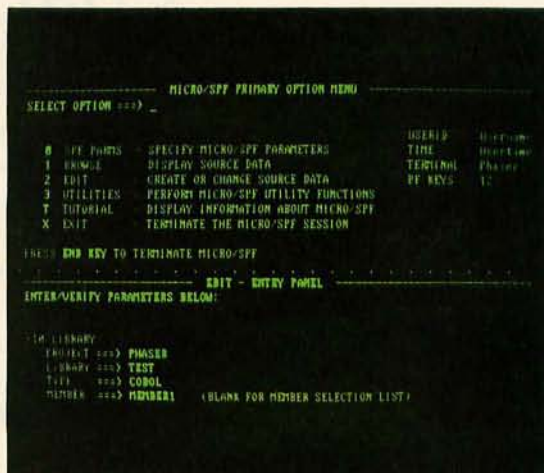 MICRO/SPF PRIMARY OPTION MENU
SELECT OPTION ===> _
USERID Username
0 SPF PARMS - SPECIFY MICRO/SPF PARAMETERS TIME Usertime
1 BROWSE - DISPLAY SOURCE DATA TERMINAL Phaser
2 EDIT - CREATE OR CHANGE SOURCE DATA PF KEYS 12
3 UTILITIES - PERFORM MICRO/SPF UTILITY FUNCTIONS
T TUTORIAL - DISPLAY INFORMATION ABOUT MICRO/SPF
X EXIT - TERMINATE THE MICRO/SPF SESSION
PRESS END KEY TO TERMINATE MICRO/SPF
EDIT - ENTRY PANEL
ENTER/VERIFY PARAMETERS BELOW:
LIBRARY
PROJECT ===> PHASER
LIBRARY ===> TEST
TYPE ===> COBOL
MEMBER ===> MEMBER1 (BLANK FOR MEMBER SELECTION LIST)